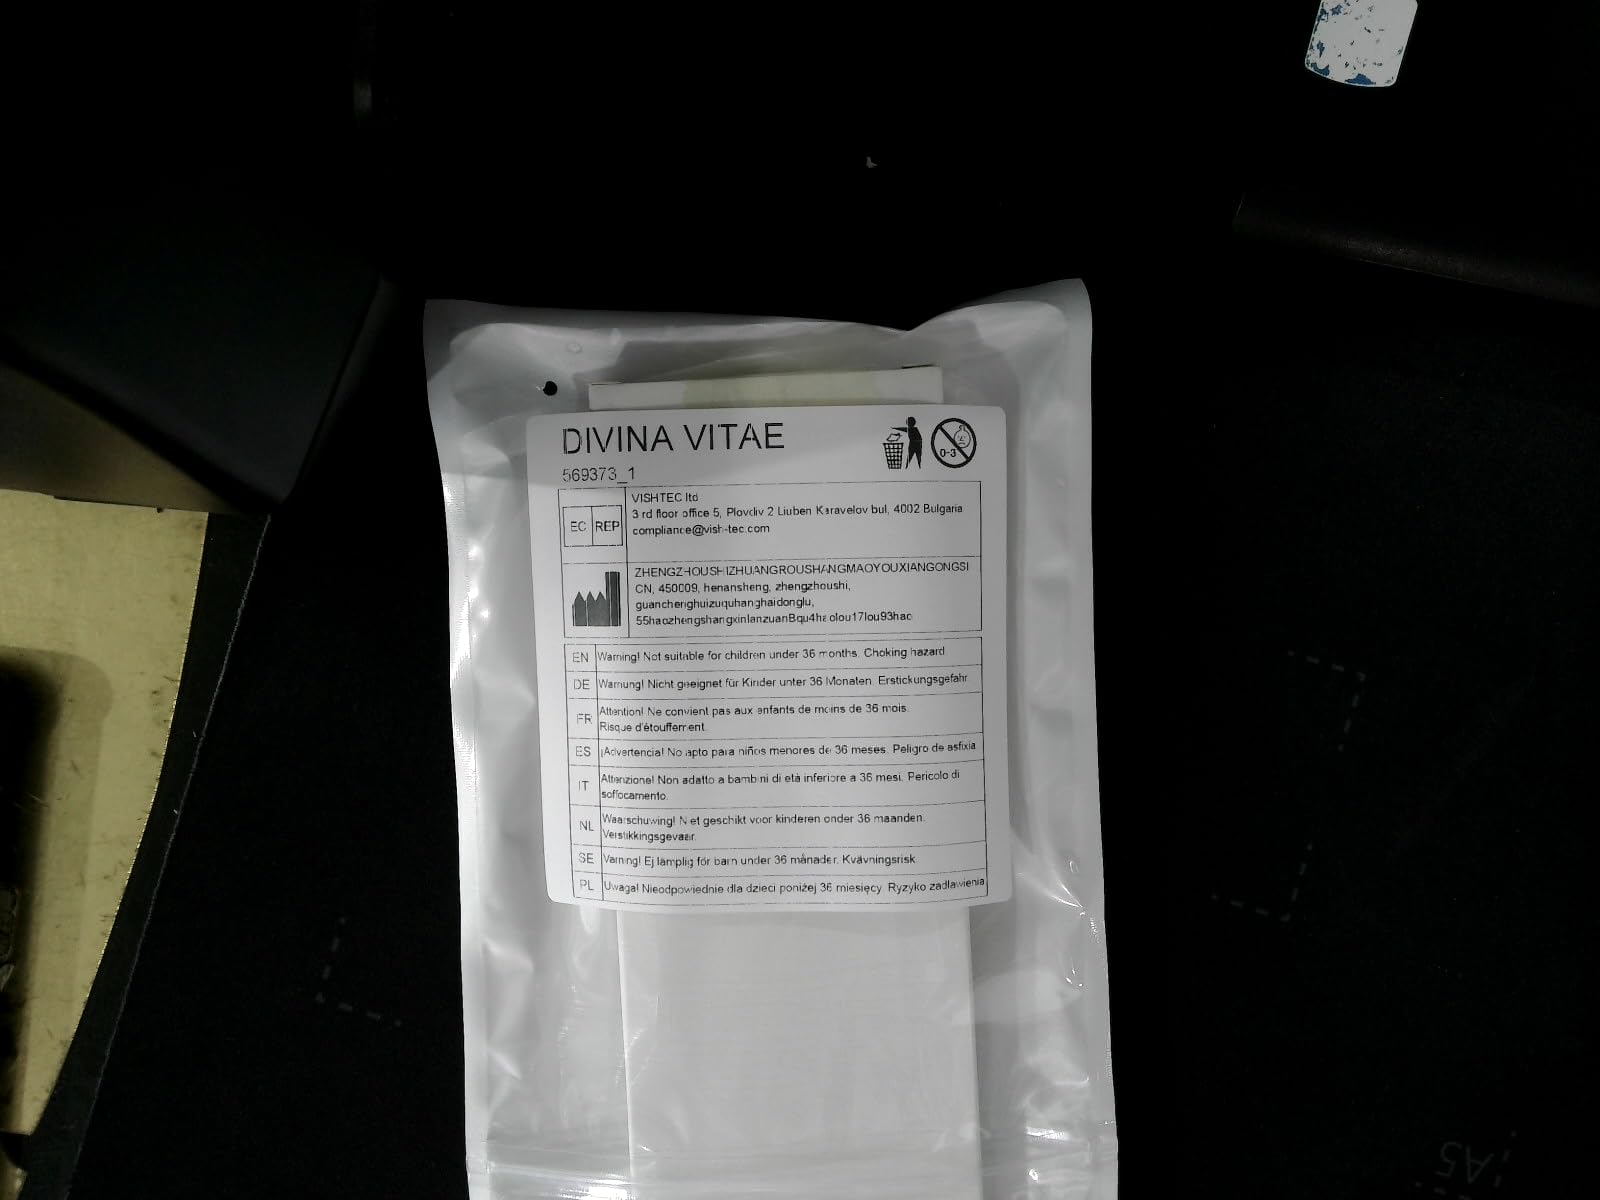 DIVINA VITAE
0-3
569373_1
EC REP
VISHTEC ltd
3 rd floor office 5, Plovdiv 2 Liuben Karavelov bul, 4002 Bulgaria
compliance@vish-tec.com
ZHENGZHOUSHIZHUANGROUSHANGMAOYOUXIANGONGSI
CN, 450009, henansheng, zhengzhoushi,
guanchenghuizuquhanghaidonglu,
55haozhengshangxinlanzuanBqu4haolou17lou93hao
EN Warning! Not suitable for children under 36 months. Choking hazard
DE Warnung! Nicht geeignet für Kinder unter 36 Monaten. Erstickungsgefahr
FR Attention! Ne convient pas aux enfants de moins de 36 mois.
Risque d'étouffement.
ES ¡Advertencia! No apto para niños menores de 36 meses. Peligro de asfixia
IT Attenzione! Non adatto a bambini di età inferiore a 36 mesi. Pericolo di
soffocamento.
NL Waarschuwing! Niet geschikt voor kinderen onder 36 maanden.
Verstikkingsgevaar.
SE Varning! Ej lämplig för barn under 36 månader. Kvävningsrisk
PL Uwaga! Nieodpowiednie dla dzieci poniżej 36 miesięcy. Ryzyko zadławienia
A5